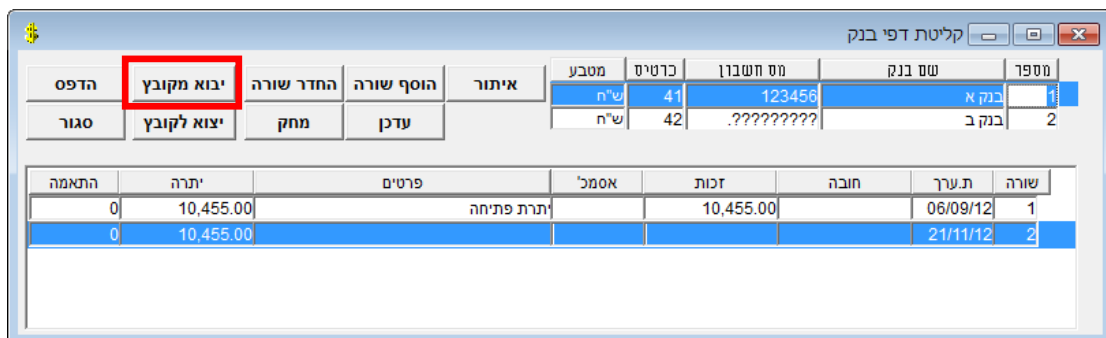 קליטת דפי בנק
מספר שם בנק מס חשבון כרטיס מטבע
1 בנק א 123456 41 ש"ח
2 בנק ב ?????????. 42 ש"ח
איתור הוסף שורה החדר שורה יבוא מקובץ הדפס
עדכן מחק יצוא לקובץ סגור
שורה ת.ערך חובה זכות אסמכ' פרטים יתרה התאמה
1 06/09/12 10,455.00 יתרת פתיחה 10,455.00 0
2 21/11/12 10,455.00 0